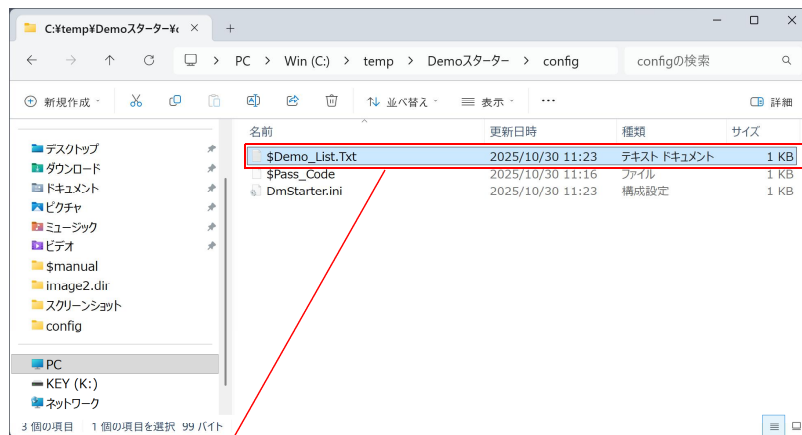 C:¥temp¥Demoスターター¥c
PC > Win (C:) > temp > Demoスターター > config
configの検索
新規作成
並べ替え
表示
詳細
名前 更新日時 種類 サイズ
$Demo_List.Txt 2025/10/30 11:23 テキスト ドキュメント 1 KB
$Pass_Code 2025/10/30 11:16 ファイル 1 KB
DmStarter.ini 2025/10/30 11:23 構成設定 1 KB
デスクトップ
ダウンロード
ドキュメント
ピクチャ
ミュージック
ビデオ
$manual
image2.dir
スクリーンショット
config
PC
KEY (K:)
ネットワーク
3 個の項目 1 個の項目を選択 99 バイト